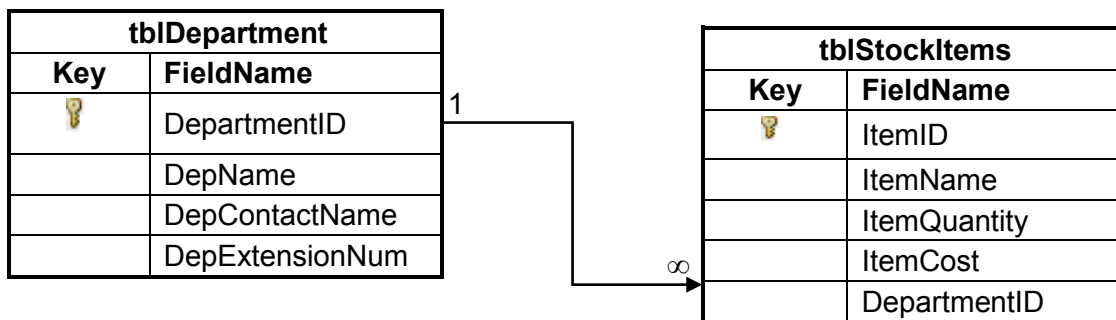 tblDepartment
Key FieldName
DepartmentID
DepName
DepContactName
DepExtensionNum
1
∞
tblStockItems
Key FieldName
ItemID
ItemName
ItemQuantity
ItemCost
DepartmentID